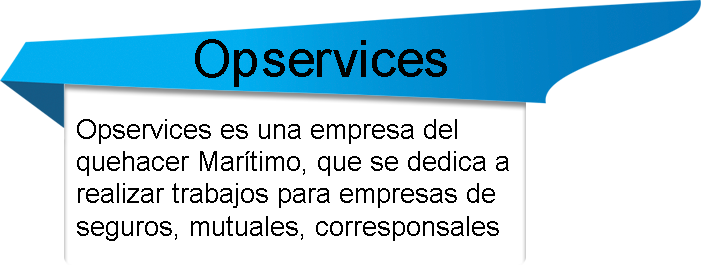 Opservices
Opservices es una empresa del
quehacer Marítimo, que se dedica a
realizar trabajos para empresas de
seguros, mutuales, corresponsales